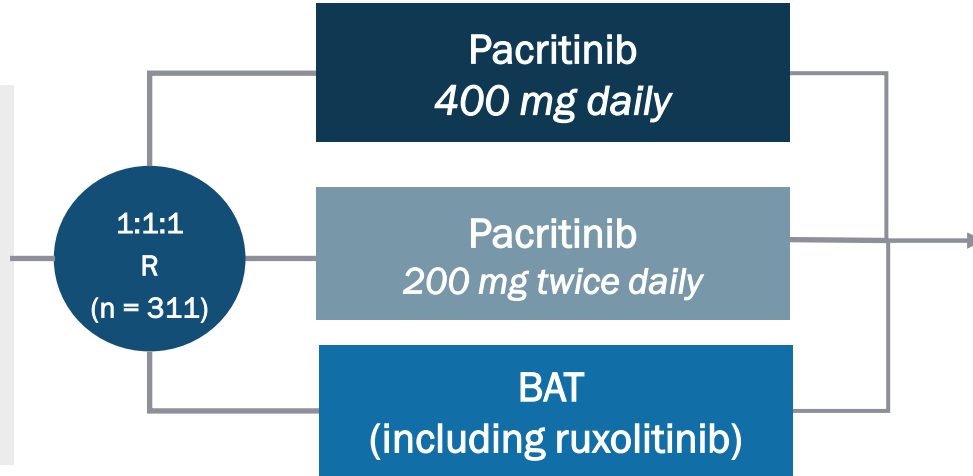 Pacritinib
400 mg daily
1:1:1
R
(n = 311)
Pacritinib
200 mg twice daily
BAT
(including ruxolitinib)